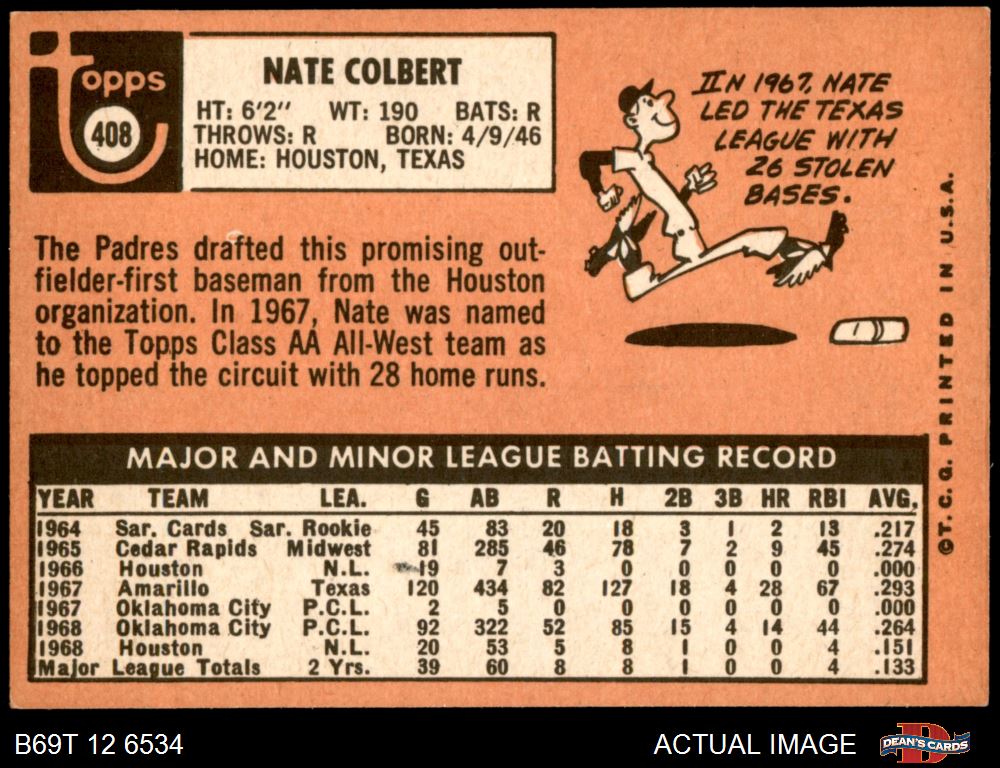 Topps
408
NATE COLBERT
HT: 6'2" WT: 190 BATS: R
THROWS: R BORN: 4/9/46
HOME: HOUSTON, TEXAS
IN 1967, NATE
LED THE TEXAS
LEAGUE WITH
26 STOLEN
BASES.
The Padres drafted this promising out-
fielder-first baseman from the Houston
organization. In 1967, Nate was named
to the Topps Class AA All-West team as
he topped the circuit with 28 home runs.
MAJOR AND MINOR LEAGUE BATTING RECORD
YEAR TEAM LEA. G AB R H 2B 3B HR RBI AVG.
1964 Sar. Cards Sar. Rookie 45 83 20 18 3 1 2 13 .217
1965 Cedar Rapids Midwest 81 285 46 78 7 2 9 45 .274
1966 Houston N.L. 19 7 3 0 0 0 0 0 .000
1967 Amarillo Texas 120 434 82 127 18 4 28 67 .293
1967 Oklahoma City P.C.L. 2 5 0 0 0 0 0 0 .000
1968 Oklahoma City P.C.L. 92 322 52 85 15 4 14 44 .264
1968 Houston N.L. 20 53 5 8 1 0 0 4 .151
Major League Totals 2 Yrs. 39 60 8 8 1 0 0 4 .133
©T.C.G. PRINTED IN U.S.A.
B69T 12 6534
ACTUAL IMAGE
DEAN'S CARDS